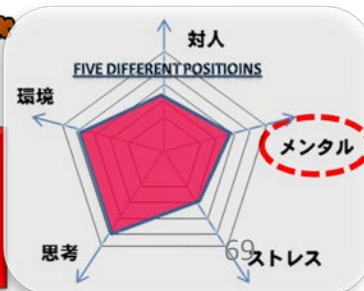 対人
FIVE DIFFERENT POSITIOINS
環境
メンタル
思考
69
ストレス